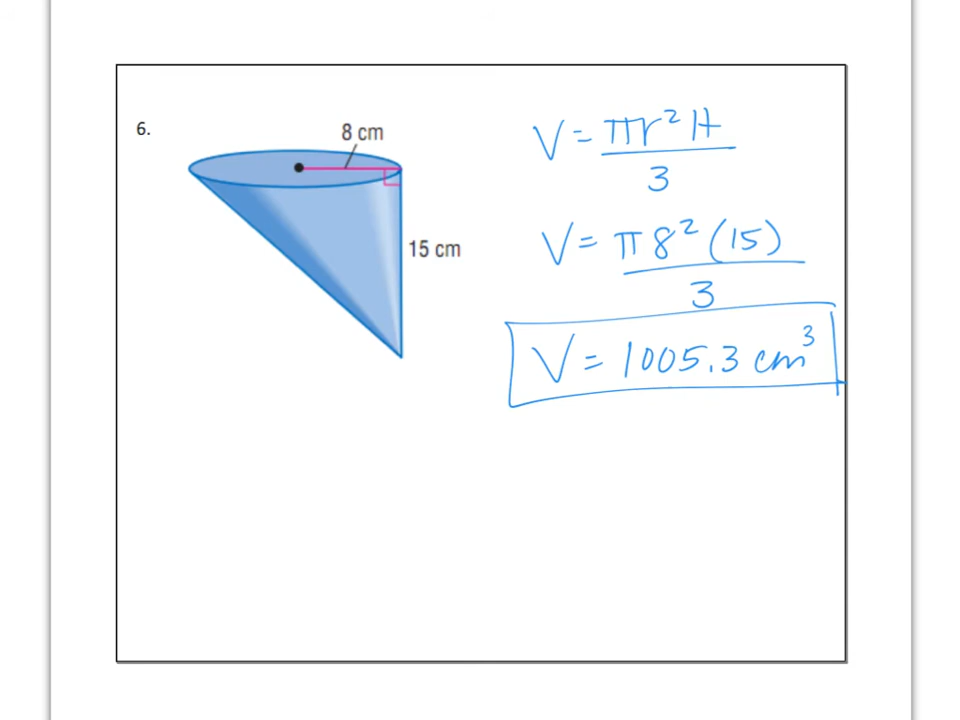 6.
8 cm
15 cm
V = πr²H
3
V = π8²(15)
3
V = 1005.3 cm³